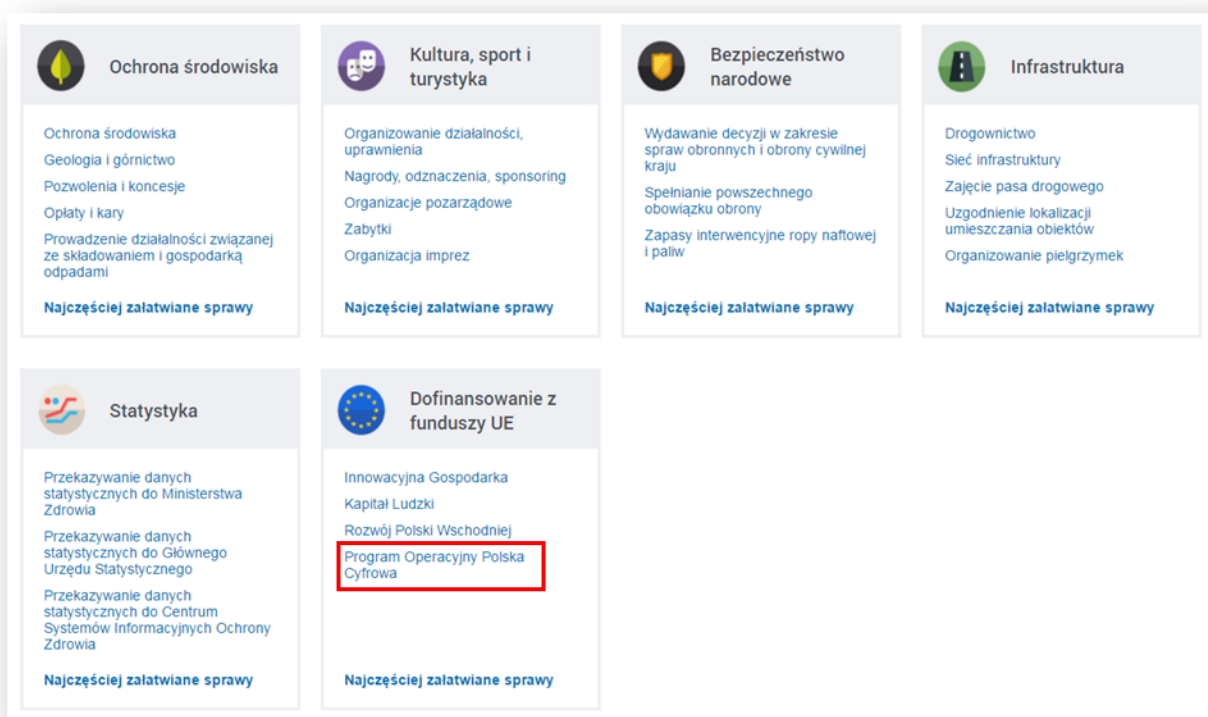 Ochrona środowiska
Ochrona środowiska
Geologia i górnictwo
Pozwolenia i koncesje
Opłaty i kary
Prowadzenie działalności związanej
ze składowaniem i gospodarką
odpadami
Najczęściej załatwiane sprawy
Kultura, sport i
turystyka
Organizowanie działalności,
uprawnienia
Nagrody, odznaczenia, sponsoring
Organizacje pozarządowe
Zabytki
Organizacja imprez
Najczęściej załatwiane sprawy
Bezpieczeństwo
narodowe
Wydawanie decyzji w zakresie
spraw obronnych i obrony cywilnej
kraju
Spełnianie powszechnego
obowiązku obrony
Zapasy interwencyjne ropy naftowej
i paliw
Najczęściej załatwiane sprawy
Infrastruktura
Drogownictwo
Sieć infrastruktury
Zajęcie pasa drogowego
Uzgodnienie lokalizacji
umieszczania obiektów
Organizowanie pielgrzymek
Najczęściej załatwiane sprawy
Statystyka
Przekazywanie danych
statystycznych do Ministerstwa
Zdrowia
Przekazywanie danych
statystycznych do Głównego
Urzędu Statystycznego
Przekazywanie danych
statystycznych do Centrum
Systemów Informacyjnych Ochrony
Zdrowia
Najczęściej załatwiane sprawy
Dofinansowanie z
funduszy UE
Innowacyjna Gospodarka
Kapitał Ludzki
Rozwój Polski Wschodniej
Program Operacyjny Polska
Cyfrowa
Najczęściej załatwiane sprawy